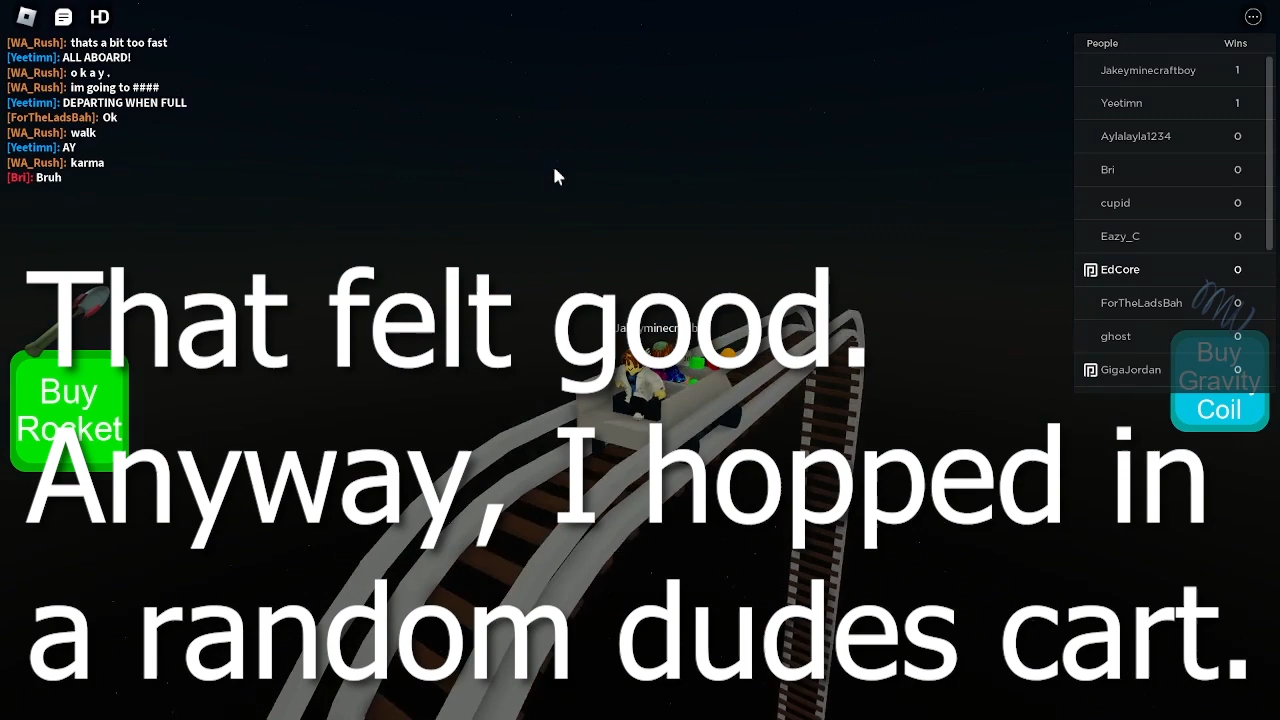 HD
[WA_Rush]: thats a bit too fast
[Yeetimn]: ALL ABOARD!
[WA_Rush]: o k a y .
[WA_Rush]: im going to ####
[Yeetimn]: DEPARTING WHEN FULL
[ForTheLadsBah]: Ok
[WA_Rush]: walk
[Yeetimn]: AY
[WA_Rush]: karma
[Bri]: Bruh
People Wins
Jakeyminecraftboy 1
Yeetimn 1
Aylalayla1234 0
Bri 0
cupid 0
Eazy_C 0
EdCore 0
ForTheLadsBah 0
ghost 0
GigaJordan 0
That felt good.
Anyway, I hopped in
a random dudes cart.
Buy
Rocket
Buy
Gravity
Coil